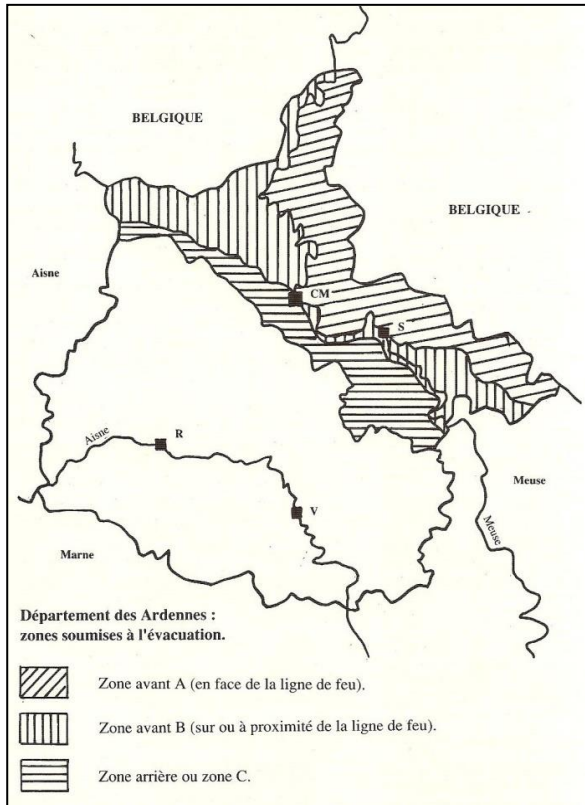 BELGIQUE
BELGIQUE
Aisne
CM
S
Aisne
R
V
Meuse
Meuse
Marne
Département des Ardennes :
zones soumises à l'évacuation.
Zone avant A (en face de la ligne de feu).
Zone avant B (sur ou à proximité de la ligne de feu).
Zone arrière ou zone C.